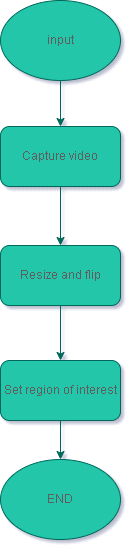 input
Capture video
Resize and flip
Set region of interest
END